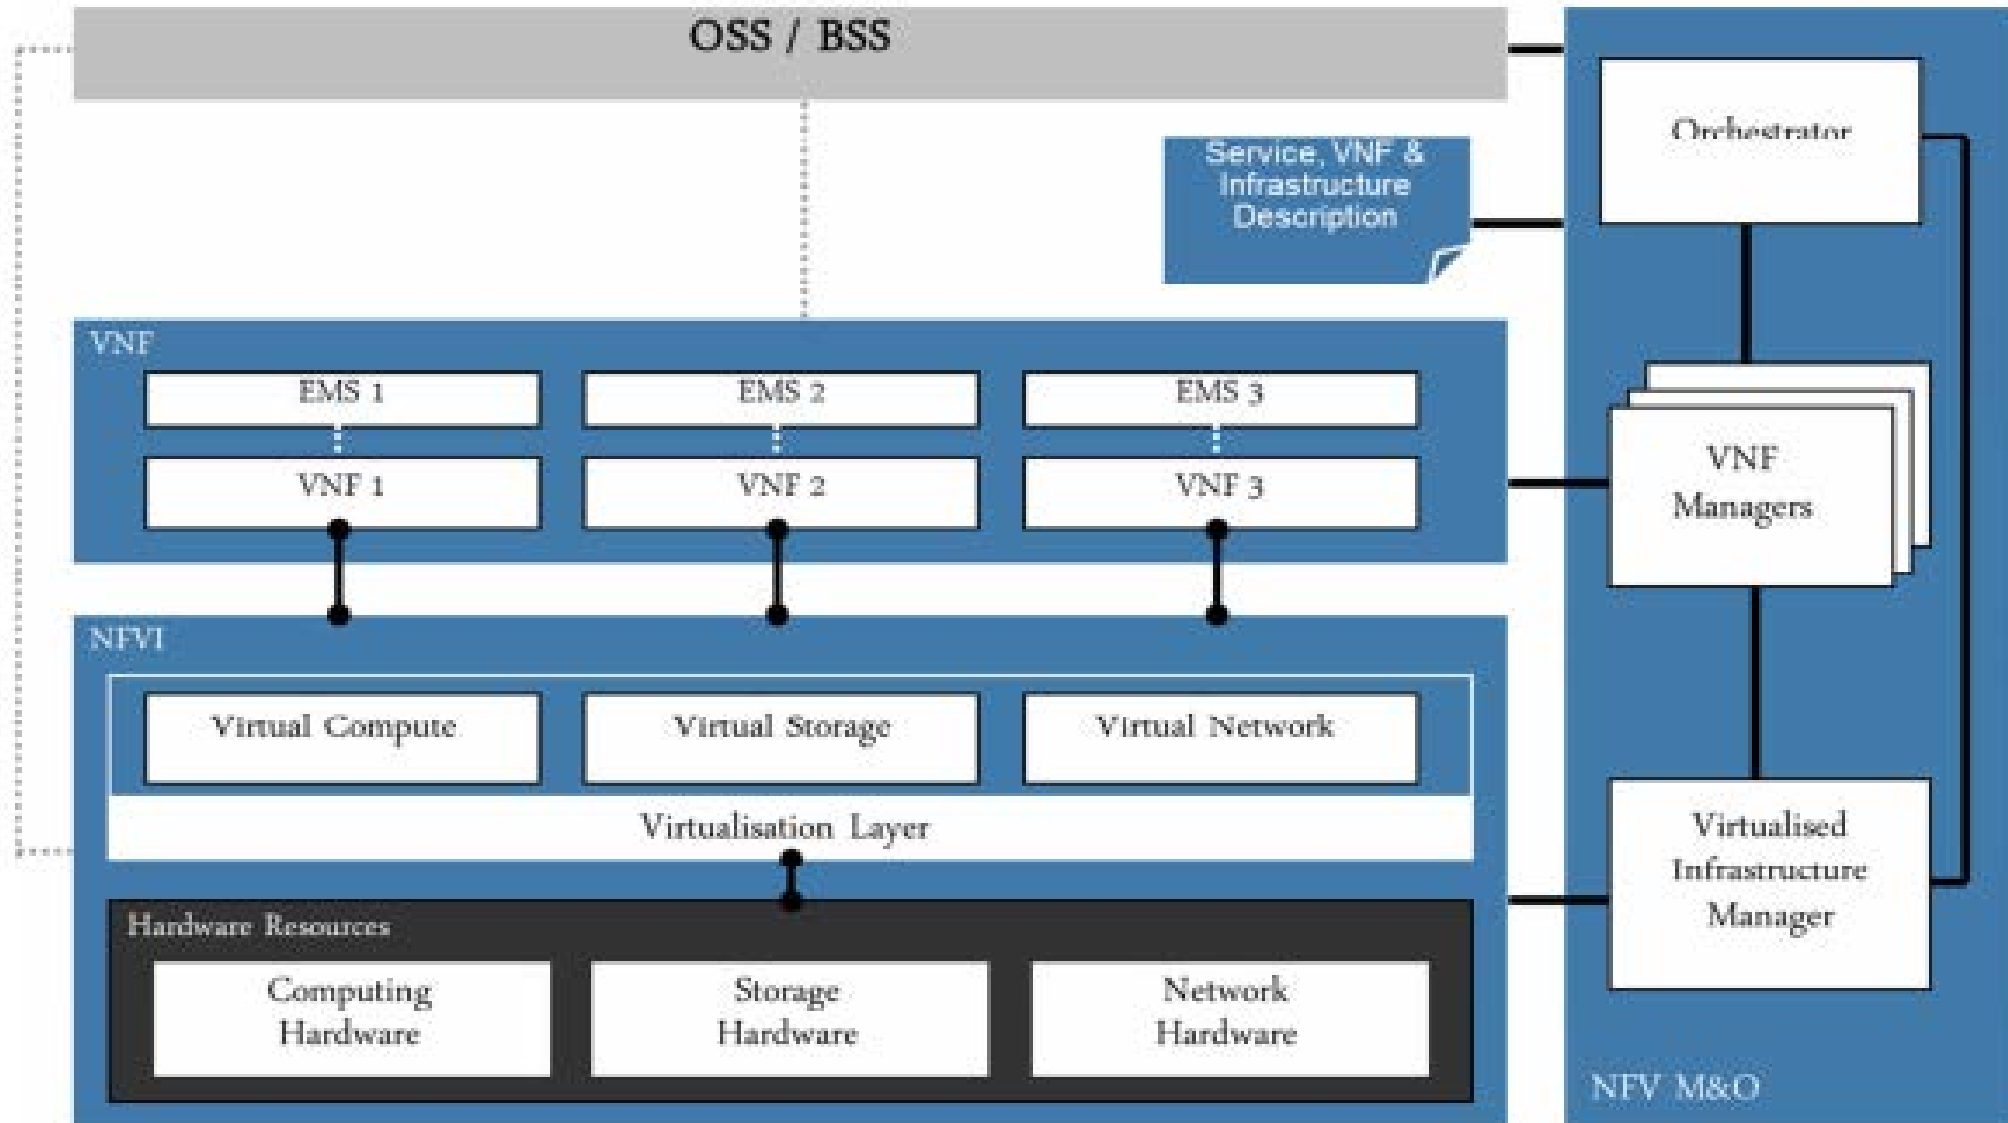 OSS / BSS
Orchestrator
Service, VNF &
Infrastructure
Description
VNF
EMS 1
EMS 2
EMS 3
VNF 1
VNF 2
VNF 3
VNF
Managers
NFVI
Virtual Compute
Virtual Storage
Virtual Network
Virtualisation Layer
Virtualised
Infrastructure
Manager
Hardware Resources
Computing
Hardware
Storage
Hardware
Network
Hardware
NFV M&O